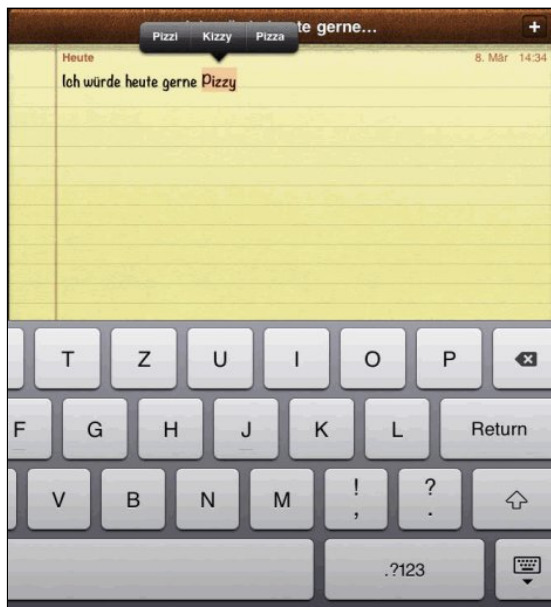 te gerne...
Pizzi Kizzy Pizza
Heute 8. Mär 14:34
Ich würde heute gerne Pizzy
T Z U I O P
F G H J K L Return
V B N M ! , ? .
.?123